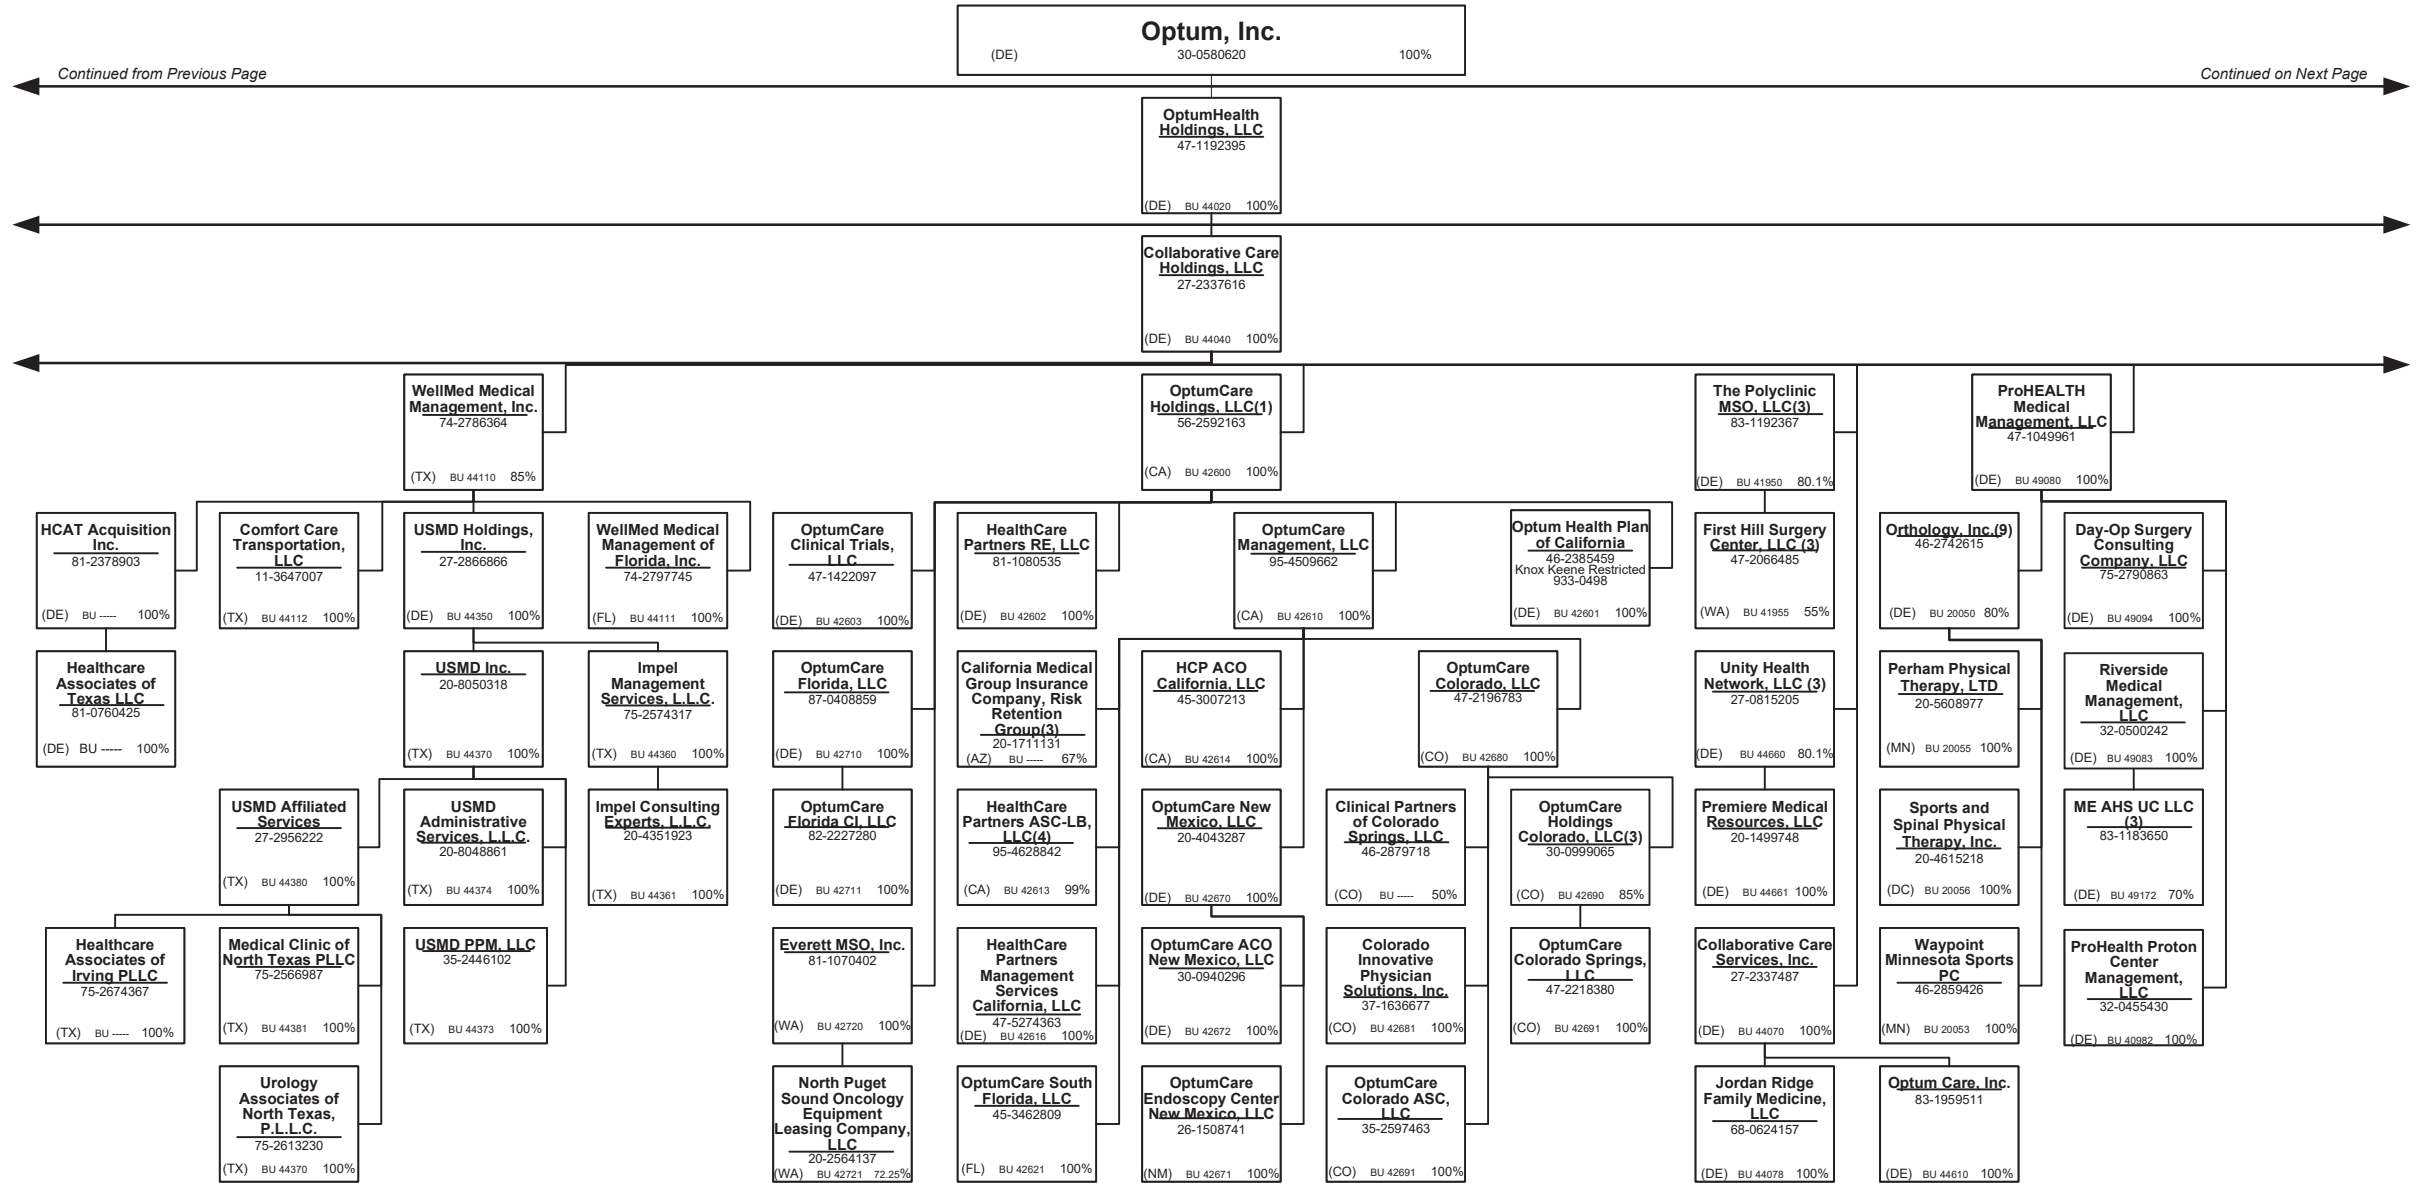 Optum, Inc.
(DE) 30-0580620 100%
Continued from Previous Page
Continued on Next Page
OptumHealth
Holdings, LLC
47-1192395
(DE) BU 44020 100%
Collaborative Care
Holdings, LLC
27-2337616
(DE) BU 44040 100%
WellMed Medical
Management, Inc.
74-2786364
(TX) BU 44110 85%
OptumCare
Holdings, LLC(1)
56-2592163
(CA) BU 42600 100%
The Polyclinic
MSO, LLC(3)
83-1192367
(DE) BU 41950 80.1%
ProHEALTH
Medical
Management, LLC
47-1049961
(DE) BU 49080 100%
HCAT Acquisition
Inc.
81-2378903
(DE) BU ----- 100%
Comfort Care
Transportation,
LLC
11-3647007
(TX) BU 44112 100%
USMD Holdings,
Inc.
27-2866866
(DE) BU 44350 100%
WellMed Medical
Management of
Florida, Inc.
74-2797745
(FL) BU 44111 100%
OptumCare
Clinical Trials,
LLC
47-1422097
(DE) BU 42603 100%
HealthCare
Partners RE, LLC
81-1080535
(DE) BU 42602 100%
OptumCare
Management, LLC
95-4509662
(CA) BU 42610 100%
Optum Health Plan
of California
46-2385459
Knox Keene Restricted
933-0498
(DE) BU 42601 100%
First Hill Surgery
Center, LLC (3)
47-2066485
(WA) BU 41955 55%
Orthology, Inc.(9)
46-2742615
(DE) BU 20050 80%
Day-Op Surgery
Consulting
Company, LLC
75-2790863
(DE) BU 49094 100%
Healthcare
Associates of
Texas LLC
81-0760425
(DE) BU ----- 100%
USMD Inc.
20-8050318
(TX) BU 44370 100%
Impel
Management
Services, L.L.C.
75-2574317
(TX) BU 44360 100%
OptumCare
Florida, LLC
87-0408859
(DE) BU 42710 100%
California Medical
Group Insurance
Company, Risk
Retention
Group(3)
20-1711131
(AZ) BU ----- 67%
HCP ACO
California, LLC
45-3007213
(CA) BU 42614 100%
OptumCare
Colorado, LLC
47-2196783
(CO) BU 42680 100%
Unity Health
Network, LLC (3)
27-0815205
(DE) BU 44660 80.1%
Perham Physical
Therapy, LTD
20-5608977
(MN) BU 20055 100%
Riverside
Medical
Management,
LLC
32-0500242
(DE) BU 49083 100%
USMD Affiliated
Services
27-2956222
(TX) BU 44380 100%
USMD
Administrative
Services, L.L.C.
20-8048861
(TX) BU 44374 100%
Impel Consulting
Experts, L.L.C.
20-4351923
(TX) BU 44361 100%
OptumCare
Florida CI, LLC
82-2227280
(DE) BU 42711 100%
HealthCare
Partners ASC-LB,
LLC(4)
95-4628842
(CA) BU 42613 99%
OptumCare New
Mexico, LLC
20-4043287
(DE) BU 42670 100%
Clinical Partners
of Colorado
Springs, LLC
46-2879718
(CO) BU ----- 50%
OptumCare
Holdings
Colorado, LLC(3)
30-0999065
(CO) BU 42690 85%
Premiere Medical
Resources, LLC
20-1499748
(DE) BU 44661 100%
Sports and
Spinal Physical
Therapy, Inc.
20-4615218
(DC) BU 20056 100%
ME AHS UC LLC
(3)
83-1183650
(DE) BU 49172 70%
Healthcare
Associates of
Irving PLLC
75-2674367
(TX) BU ----- 100%
Medical Clinic of
North Texas PLLC
75-2566987
(TX) BU 44381 100%
USMD PPM, LLC
35-2446102
(TX) BU 44373 100%
Everett MSO, Inc.
81-1070402
(WA) BU 42720 100%
HealthCare
Partners
Management
Services
California, LLC
47-5274363
(DE) BU 42616 100%
OptumCare ACO
New Mexico, LLC
30-0940296
(DE) BU 42672 100%
Colorado
Innovative
Physician
Solutions, Inc.
37-1636677
(CO) BU 42681 100%
OptumCare
Colorado Springs,
LLC
47-2218380
(CO) BU 42691 100%
Collaborative Care
Services, Inc.
27-2337487
(DE) BU 44070 100%
Waypoint
Minnesota Sports
PC
46-2859426
(MN) BU 20053 100%
ProHealth Proton
Center
Management,
LLC
32-0455430
(DE) BU 40982 100%
Urology
Associates of
North Texas,
P.L.L.C.
75-2613230
(TX) BU 44370 100%
North Puget
Sound Oncology
Equipment
Leasing Company,
LLC
20-2564137
(WA) BU 42721 72.25%
OptumCare South
Florida, LLC
45-3462809
(FL) BU 42621 100%
OptumCare
Endoscopy Center
New Mexico, LLC
26-1508741
(NM) BU 42671 100%
OptumCare
Colorado ASC,
LLC
35-2597463
(CO) BU 42691 100%
Jordan Ridge
Family Medicine,
LLC
68-0624157
(DE) BU 44078 100%
Optum Care, Inc.
83-1959511
(DE) BU 44610 100%